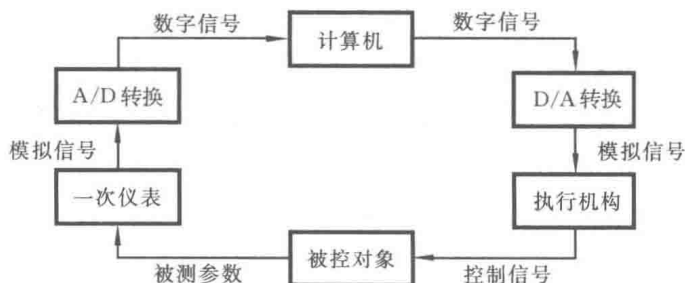 数字信号
计算机
数字信号
A/D 转换
D/A 转换
模拟信号
模拟信号
一次仪表
执行机构
被测参数
被控对象
控制信号